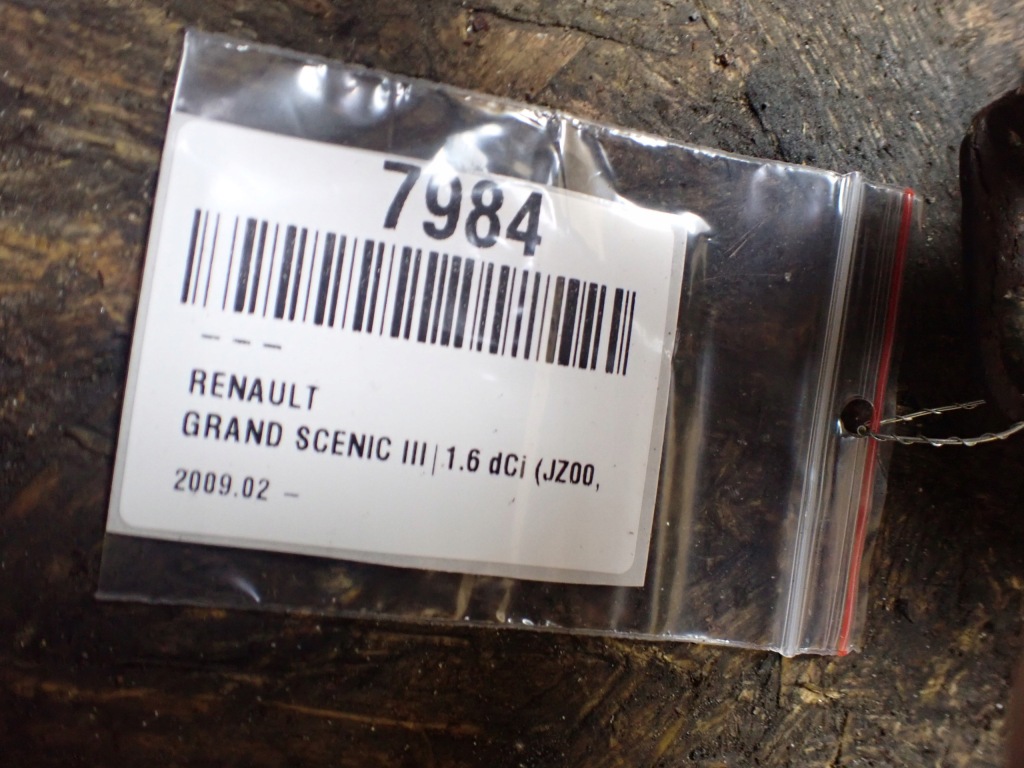 7984
– – –
RENAULT
GRAND SCENIC III|1.6 dCi (JZ00,
2009.02 –